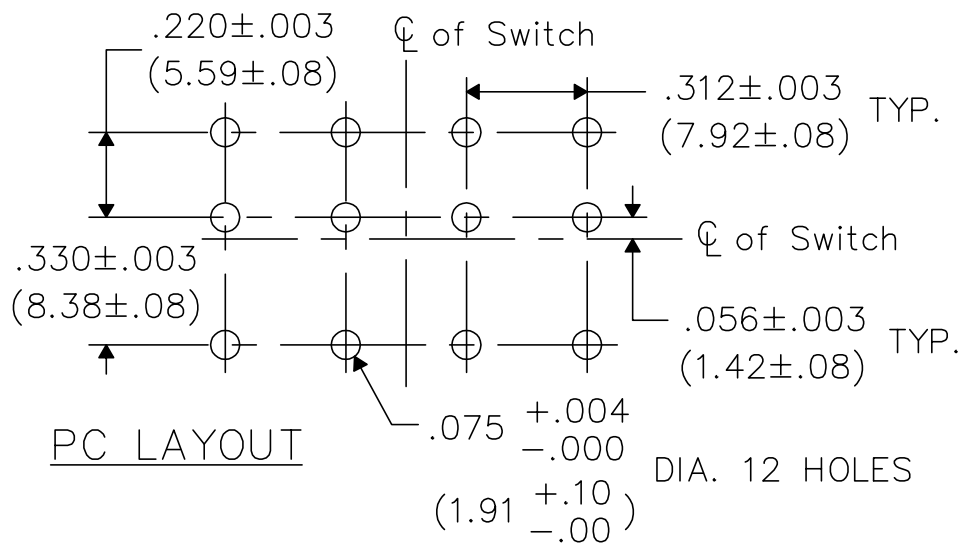 .220±.003
(5.59±.08)
℄ of Switch
.312±.003
(7.92±.08)
TYP.
℄ of Switch
.330±.003
(8.38±.08)
.056±.003
(1.42±.08)
TYP.
.075 +.004
-.000
(1.91 +.10
-.00 )
DIA. 12 HOLES
PC LAYOUT